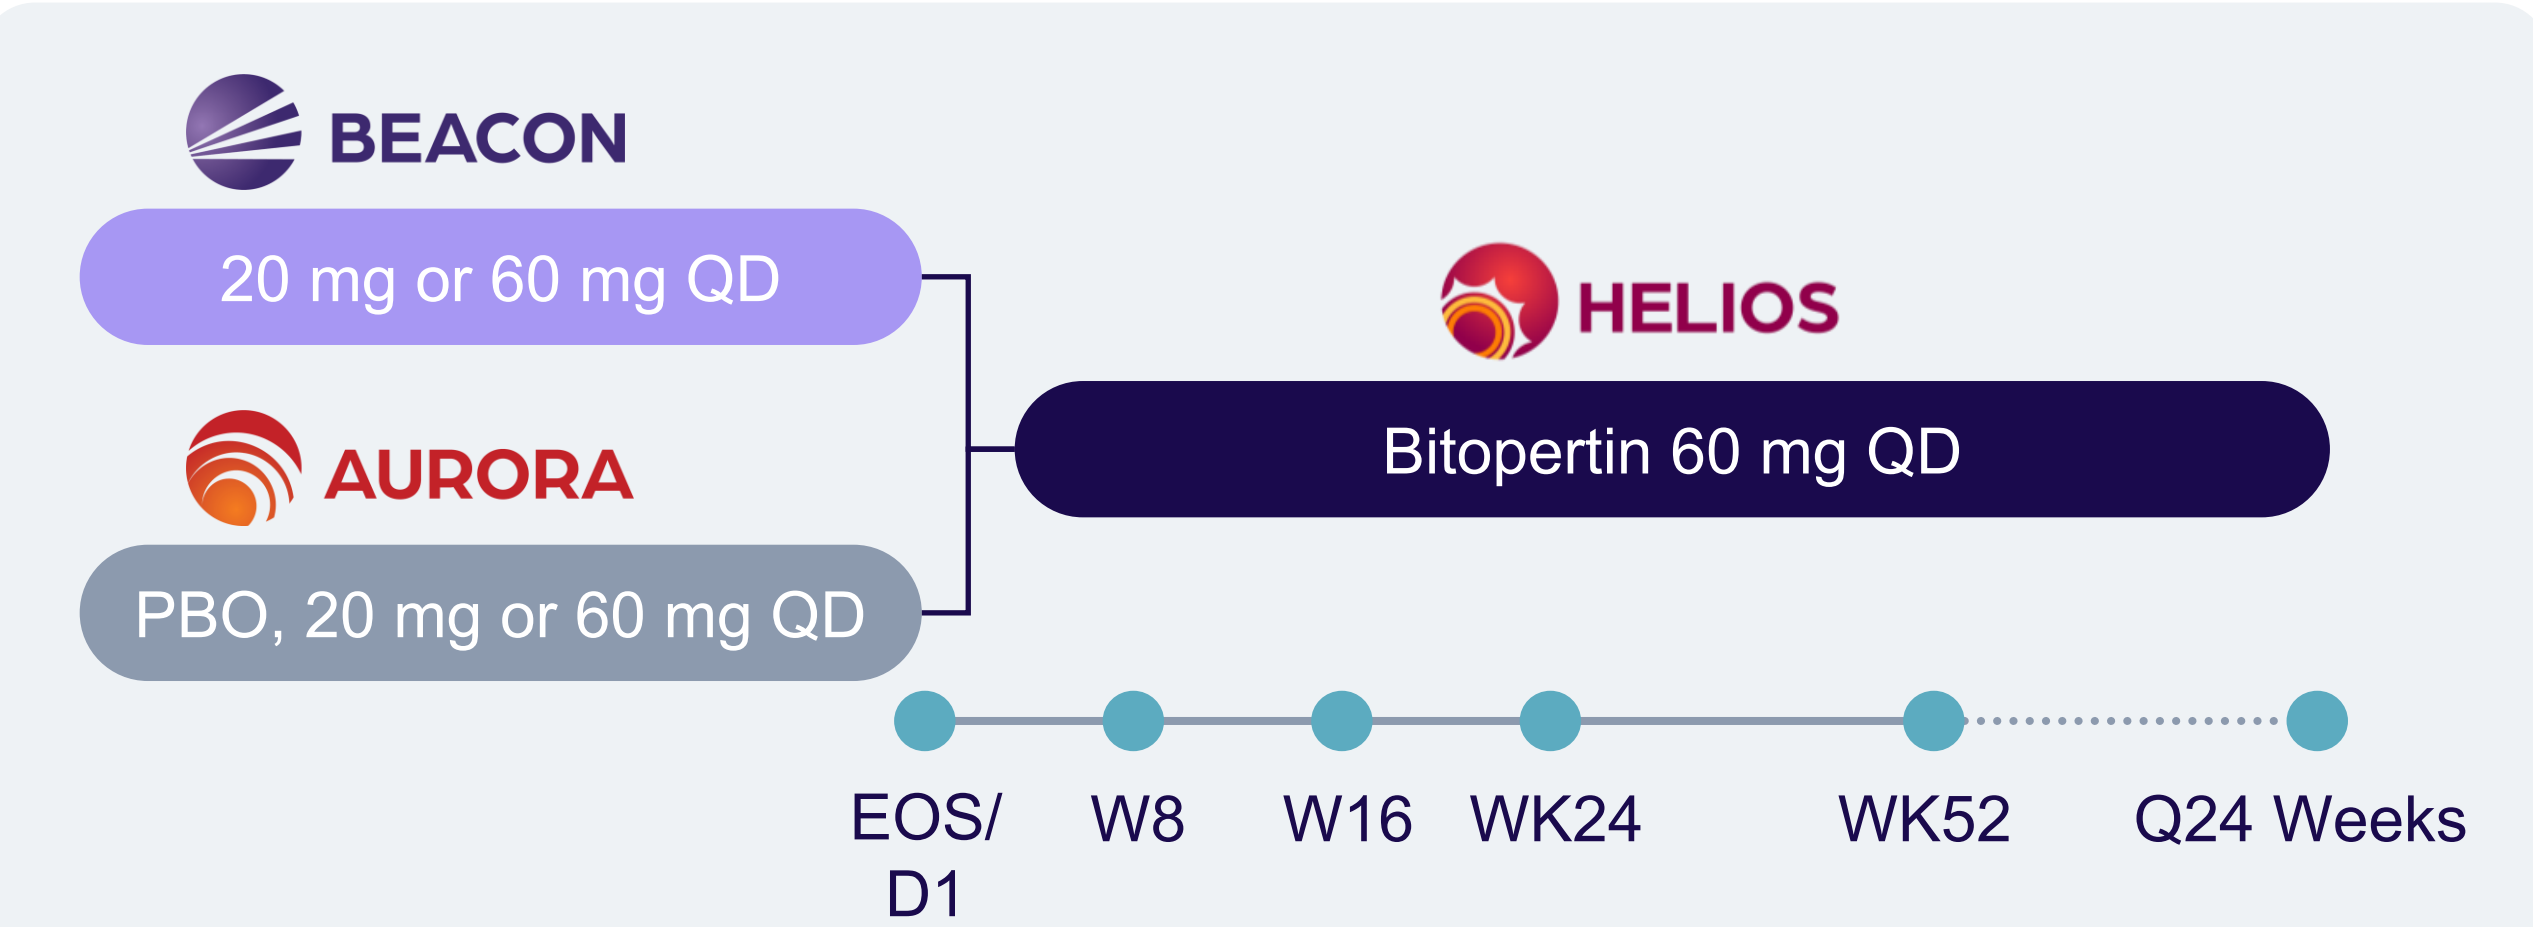 BEACON
20 mg or 60 mg QD
AURORA
PBO, 20 mg or 60 mg QD
HELIOS
Bitopertin 60 mg QD
EOS/
D1
W8
W16
WK24
WK52
Q24 Weeks